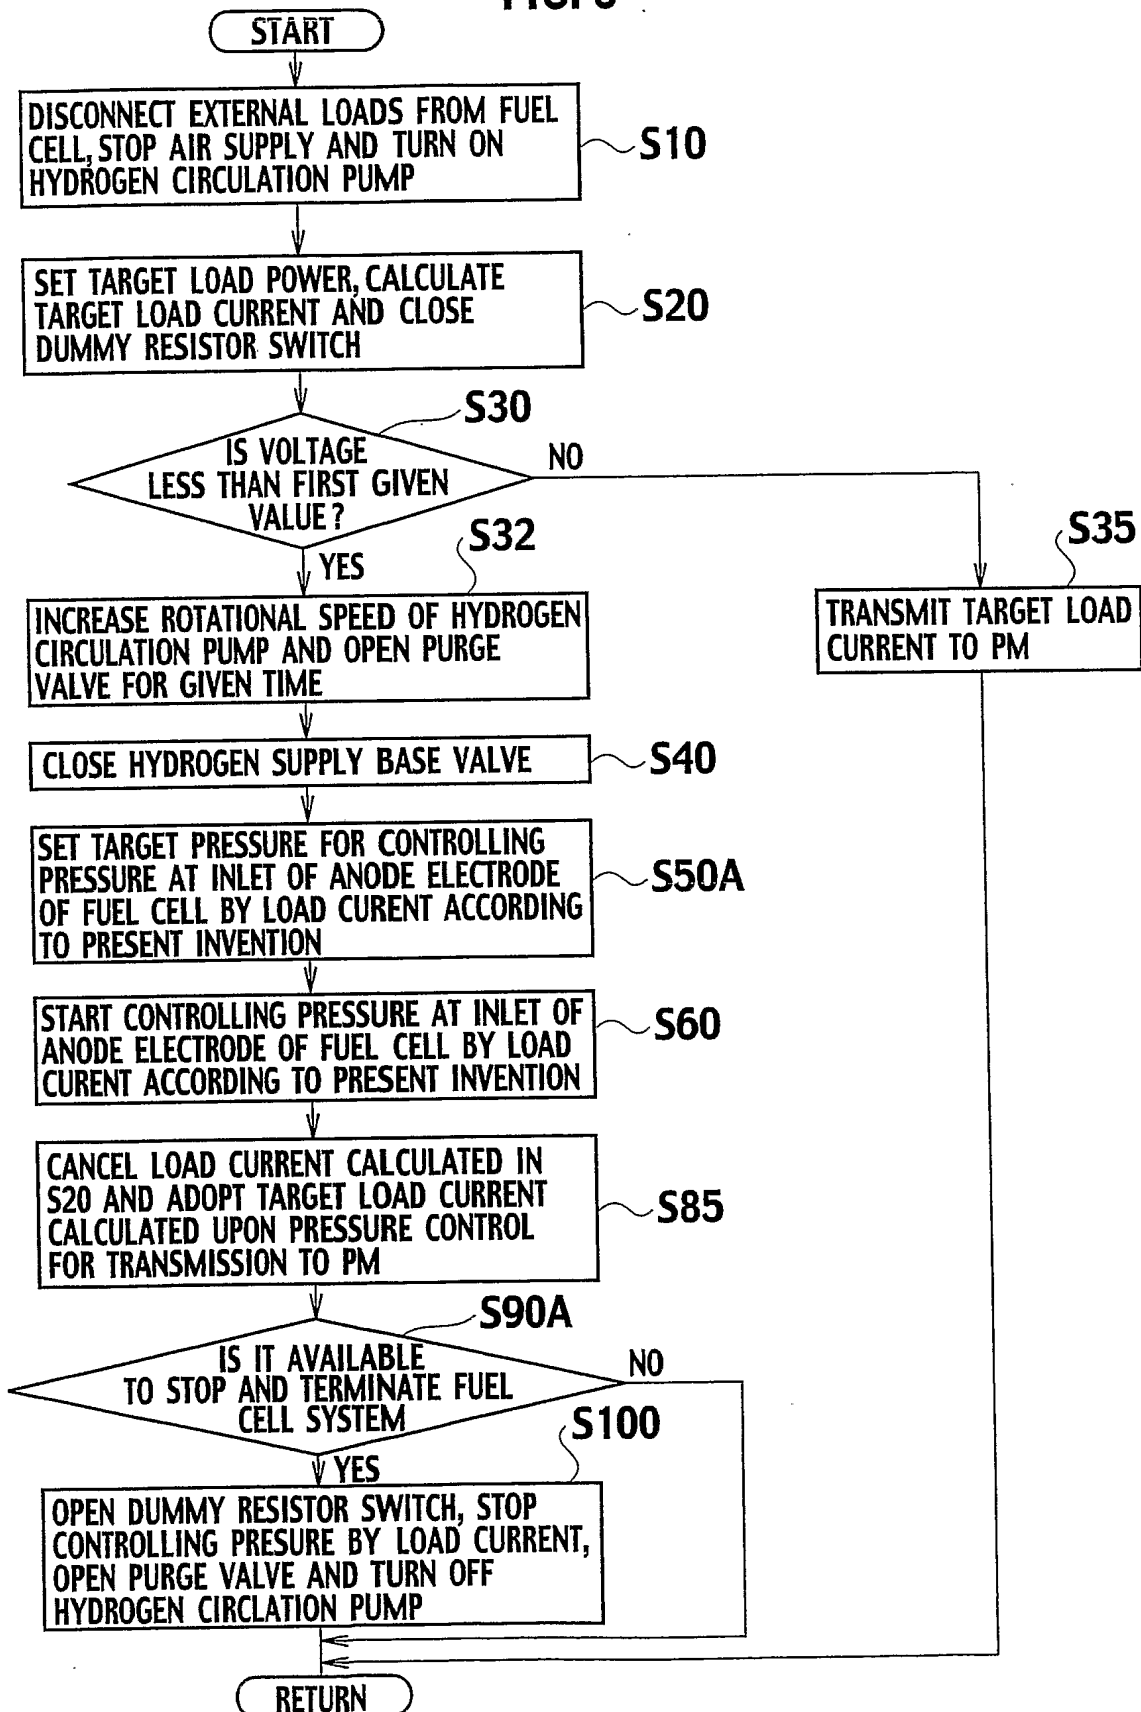 START
DISCONNECT EXTERNAL LOADS FROM FUEL
CELL, STOP AIR SUPPLY AND TURN ON
HYDROGEN CIRCULATION PUMP
S10
SET TARGET LOAD POWER, CALCULATE
TARGET LOAD CURRENT AND CLOSE
DUMMY RESISTOR SWITCH
S20
S30
IS VOLTAGE
LESS THAN FIRST GIVEN
VALUE?
NO
YES
S32
INCREASE ROTATIONAL SPEED OF HYDROGEN
CIRCULATION PUMP AND OPEN PURGE
VALVE FOR GIVEN TIME
S35
TRANSMIT TARGET LOAD
CURRENT TO PM
CLOSE HYDROGEN SUPPLY BASE VALVE
S40
SET TARGET PRESSURE FOR CONTROLLING
PRESSURE AT INLET OF ANODE ELECTRODE
OF FUEL CELL BY LOAD CURENT ACCORDING
TO PRESENT INVENTION
S50A
START CONTROLLING PRESSURE AT INLET OF
ANODE ELECTRODE OF FUEL CELL BY LOAD
CURENT ACCORDING TO PRESENT INVENTION
S60
CANCEL LOAD CURRENT CALCULATED IN
S20 AND ADOPT TARGET LOAD CURRENT
CALCULATED UPON PRESSURE CONTROL
FOR TRANSMISSION TO PM
S85
S90A
IS IT AVAILABLE
TO STOP AND TERMINATE FUEL
CELL SYSTEM
NO
YES
S100
OPEN DUMMY RESISTOR SWITCH, STOP
CONTROLLING PRESURE BY LOAD CURRENT,
OPEN PURGE VALVE AND TURN OFF
HYDROGEN CIRCLATION PUMP
RETURN